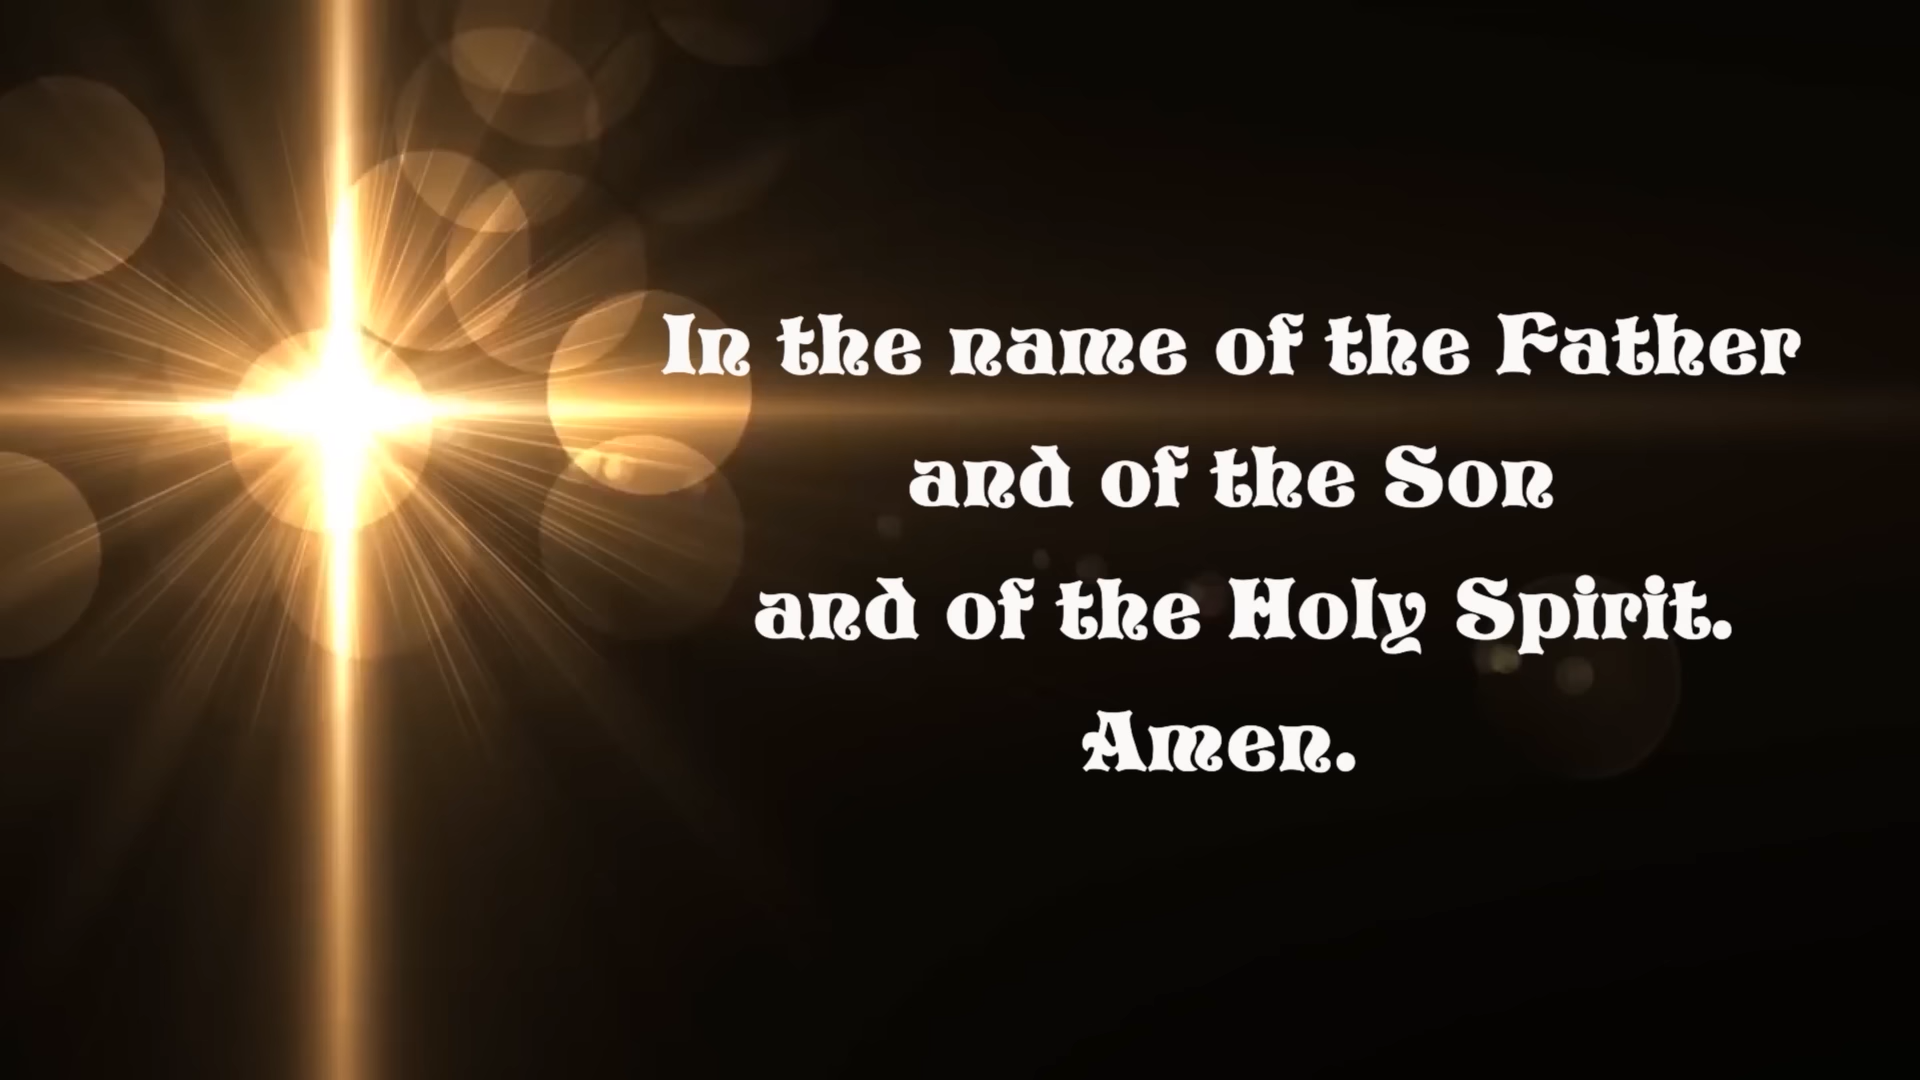 In the name of the Father
and of the Son
and of the Holy Spirit.
Amen.